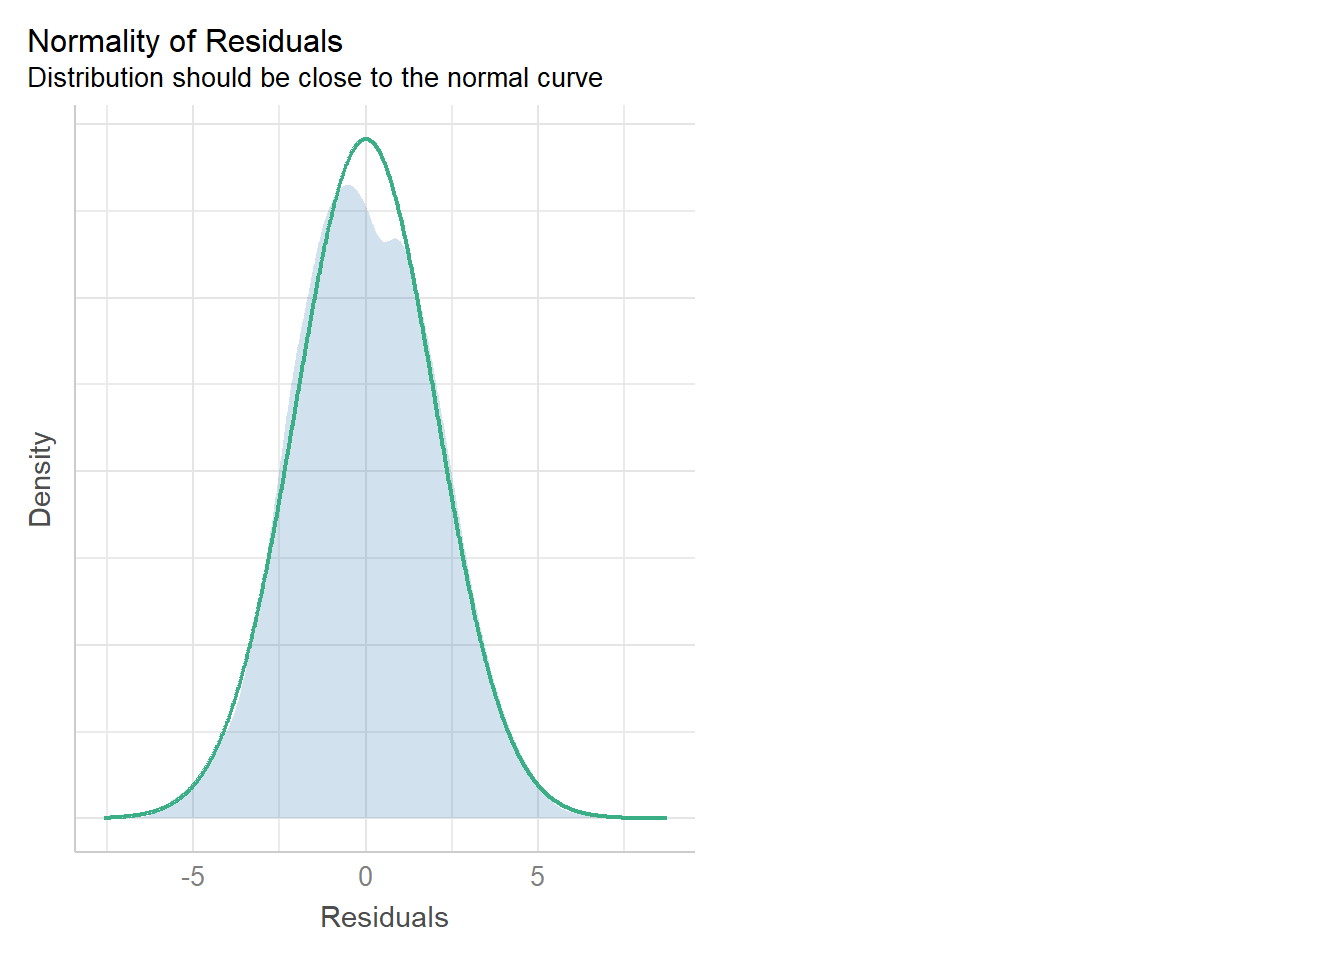 Normality of Residuals
Distribution should be close to the normal curve
Density
-5 0 5
Residuals